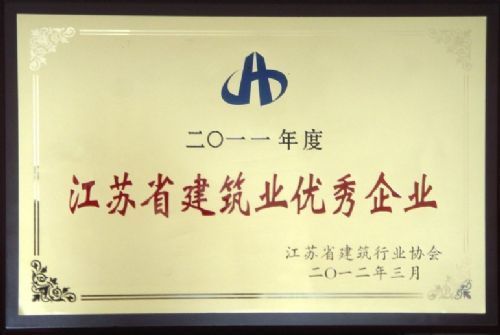 二〇一一年度
江苏省建筑业优秀企业
江苏省建筑行业协会
二〇一二年三月